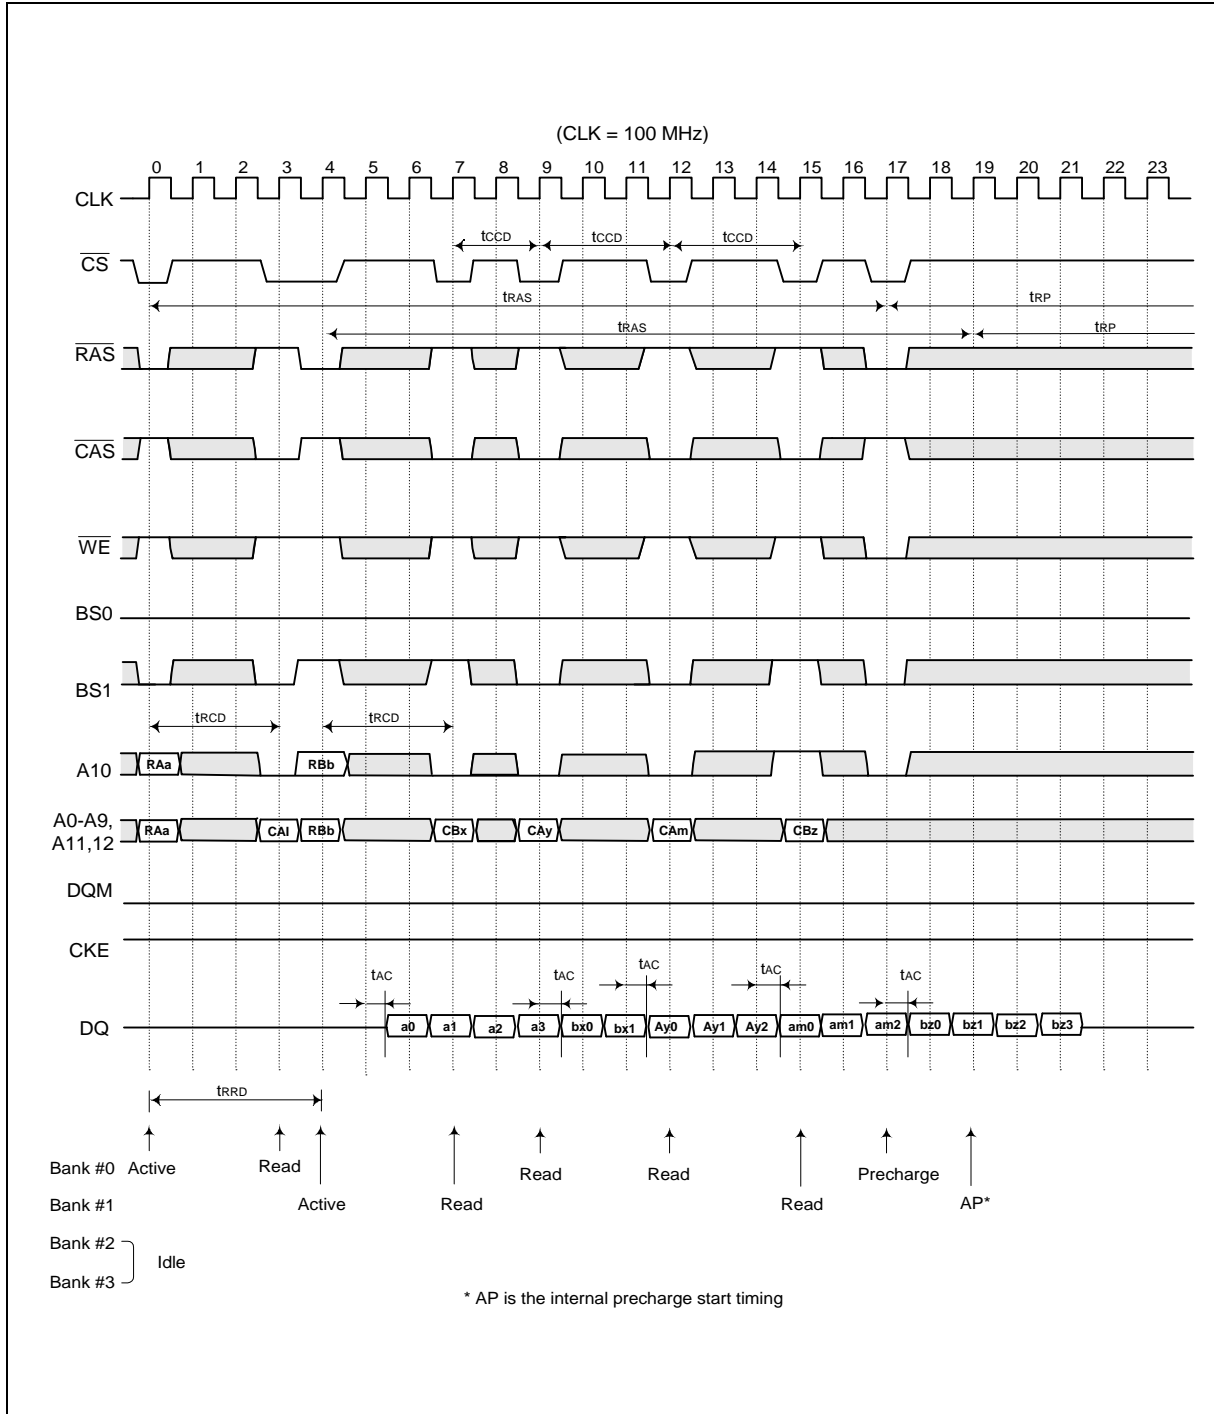 (CLK = 100 MHz)
0 1 2 3 4 5 6 7 8 9 10 11 12 13 14 15 16 17 18 19 20 21 22 23
CLK
tCCD tCCD tCCD
CS
tRAS tRP
tRAS tRP
RAS
CAS
WE
BS0
BS1
tRCD tRCD
A10 RAa RBb
A0-A9,
A11,12
RAa CAI RBb CBx CAy CAm CBz
DQM
CKE
tAC tAC tAC tAC tAC
DQ a0 a1 a2 a3 bx0 bx1 Ay0 Ay1 Ay2 am0 am1 am2 bz0 bz1 bz2 bz3
tRRD
Bank #0 Active Read Read Read Precharge
Bank #1 Active Read Read AP*
Bank #2
Idle
Bank #3
* AP is the internal precharge start timing